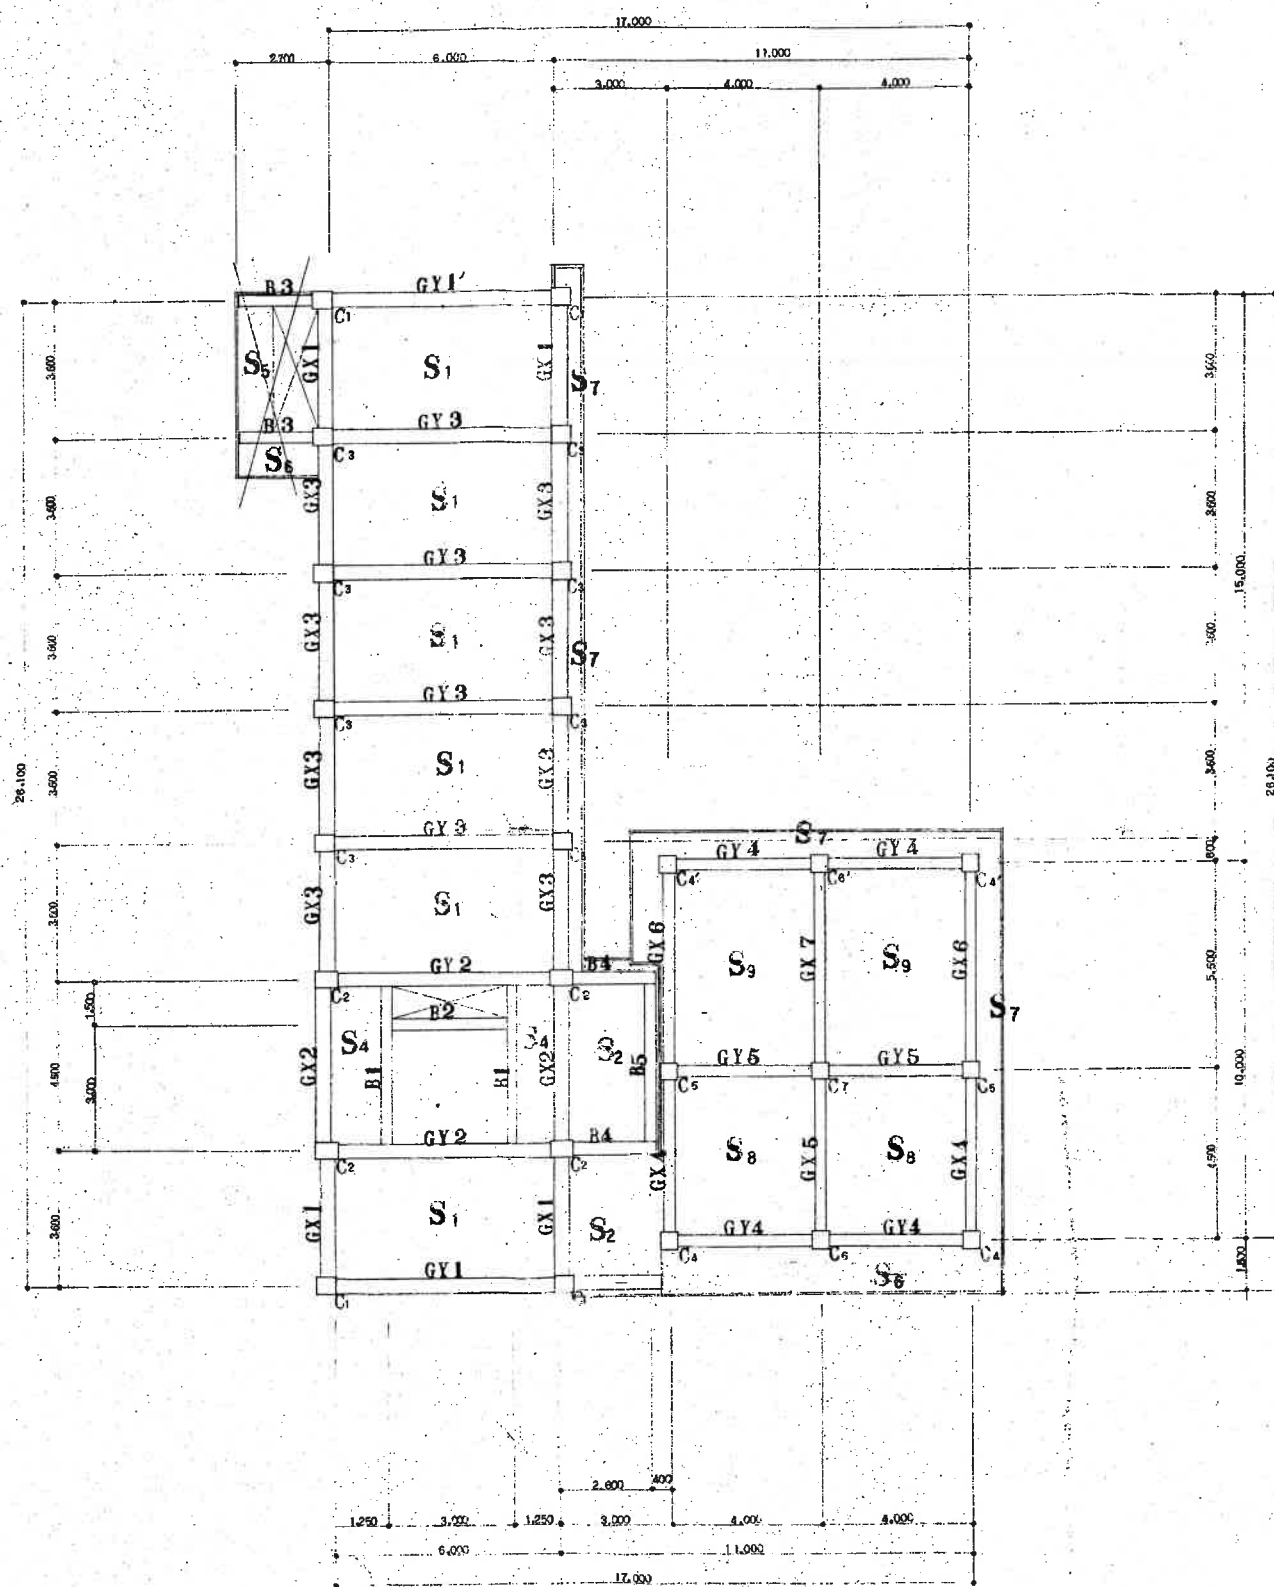 17.000
2.700 6.000 11.000
3.000 4.000 4.000
B3 GY1′
C1 C
3.600 S5 GX1 S1 GX1 S7 3.600
B3 GY3
C3
S6
3.600 GX3 S1 GX3 3.600
GY3
C3 C3
15.000
3.600 GX3 S1 GX3 S7 3.600
GY3
C3 C3
26.100 3.600 GX3 S1 GX3 3.600 26.100
GY3 S7
C3 GY4 GY4 600
C4′ C6′ C4′
3.600 GX3 S1 GX3 GX6 S9 GX7 S9 GX6 5.500
GY2 B4
C2 C2
1.500 B2 S7
S4 S4 S2
4.500 GX2 B1 B1 GX2 B5 GY5 GY5 10.000
3.000 C5 C7 C5
GY2 B4
C2 C2 GX4 S8 GX5 S8 GX4 4.500
3.600 GX1 S1 GX1 S2 GY4 GY4
C4 C6 C4
GY1 S6
C1
2.600 400
1.250 3.000 1.250 3.000 4.000 4.000
6.000 11.000
17.000